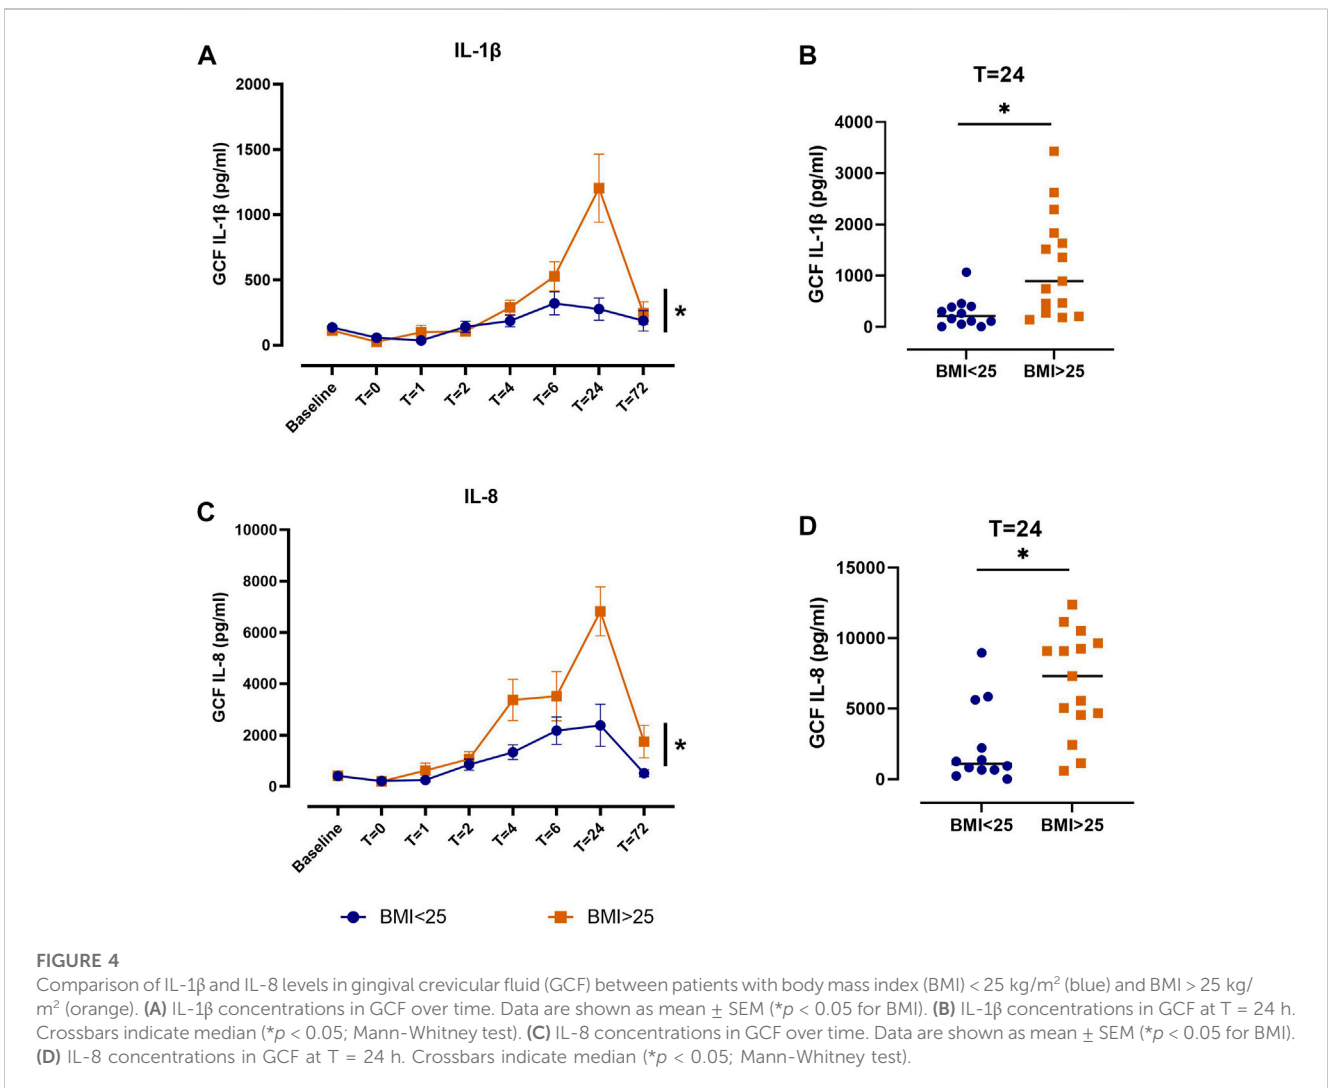 A
IL-1β
GCF IL-1β (pg/ml)
2000
1500
1000
500
0
*
Baseline
T=0
T=1
T=2
T=4
T=6
T=24
T=72
B
T=24
*
GCF IL-1β (pg/ml)
4000
3000
2000
1000
0
BMI<25
BMI>25
C
IL-8
GCF IL-8 (pg/ml)
10000
8000
6000
4000
2000
0
*
Baseline
T=0
T=1
T=2
T=4
T=6
T=24
T=72
D
T=24
*
GCF IL-8 (pg/ml)
15000
10000
5000
0
BMI<25
BMI>25
BMI<25
BMI>25
FIGURE 4
Comparison of IL-1β and IL-8 levels in gingival crevicular fluid (GCF) between patients with body mass index (BMI) < 25 kg/m² (blue) and BMI > 25 kg/
m² (orange). (A) IL-1β concentrations in GCF over time. Data are shown as mean ± SEM (*p < 0.05 for BMI). (B) IL-1β concentrations in GCF at T = 24 h.
Crossbars indicate median (*p < 0.05; Mann-Whitney test). (C) IL-8 concentrations in GCF over time. Data are shown as mean ± SEM (*p < 0.05 for BMI).
(D) IL-8 concentrations in GCF at T = 24 h. Crossbars indicate median (*p < 0.05; Mann-Whitney test).